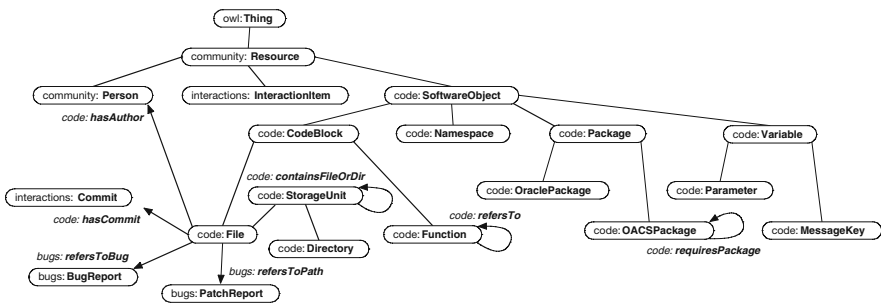 owl: Thing
community: Resource
community: Person
interactions: InteractionItem
code: SoftwareObject
code: hasAuthor
code: CodeBlock
code: Namespace
code: Package
code: Variable
code: containsFileOrDir
interactions: Commit
code: StorageUnit
code: OraclePackage
code: Parameter
code: hasCommit
code: refersTo
code: File
code: Directory
code: Function
code: OACSPackage
code: MessageKey
bugs: refersToBug
code: requiresPackage
bugs: BugReport
bugs: refersToPath
bugs: PatchReport